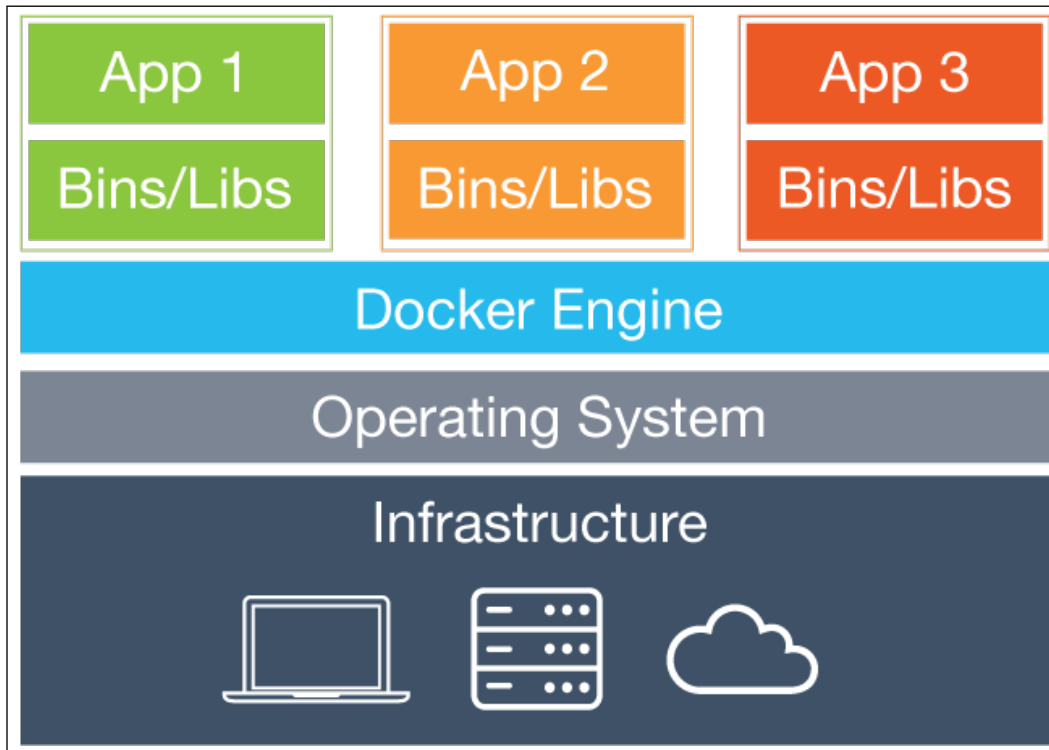 App 1
App 2
App 3
Bins/Libs
Bins/Libs
Bins/Libs
Docker Engine
Operating System
Infrastructure